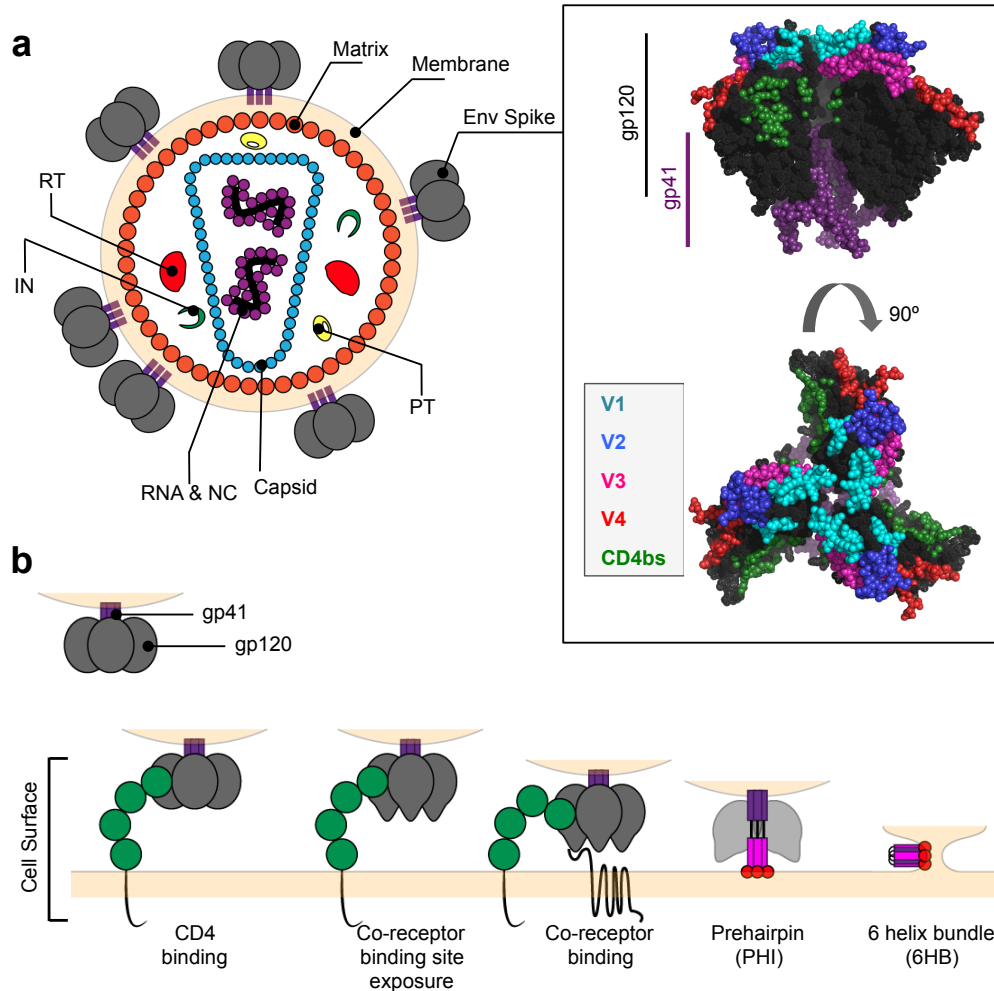 a
Matrix
Membrane
Env Spike
RT
IN
PT
RNA & NC
Capsid
gp120
gp41
90º
V1
V2
V3
V4
CD4bs
b
gp41
gp120
Cell Surface
CD4
binding
Co-receptor
binding site
exposure
Co-receptor
binding
Prehairpin
(PHI)
6 helix bundle
(6HB)